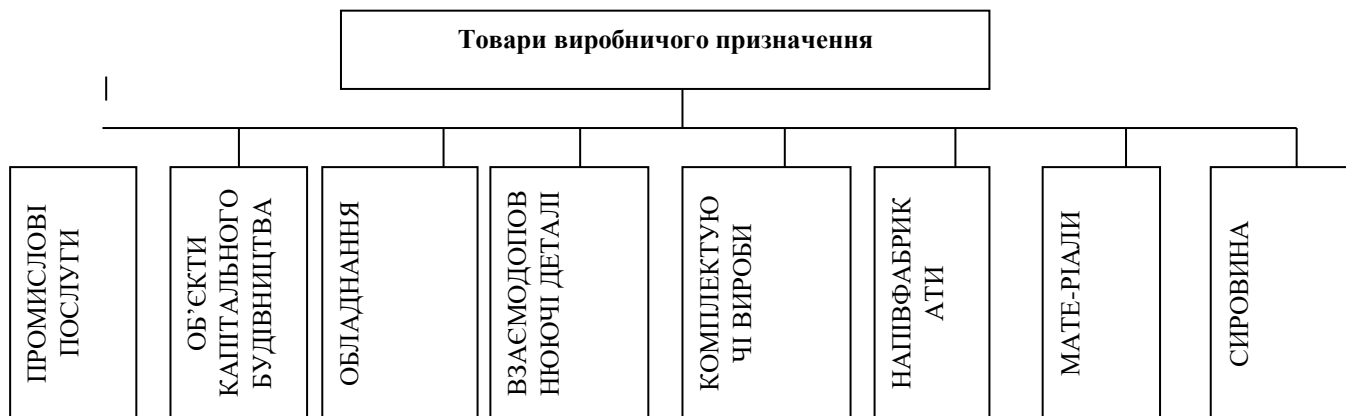 Товари виробничого призначення
ПРОМИСЛОВІ
ПОСЛУГИ
ОБ’ЄКТИ
КАПІТАЛЬНОГО
БУДІВНИЦТВА
ОБЛАДНАННЯ
ВЗАЄМОДОПОВ
НЮЮЧІ ДЕТАЛІ
КОМПЛЕКТУЮ
ЧІ ВИРОБИ
НАПІВФАБРИК
АТИ
МАТЕ-РІАЛИ
СИРОВИНА